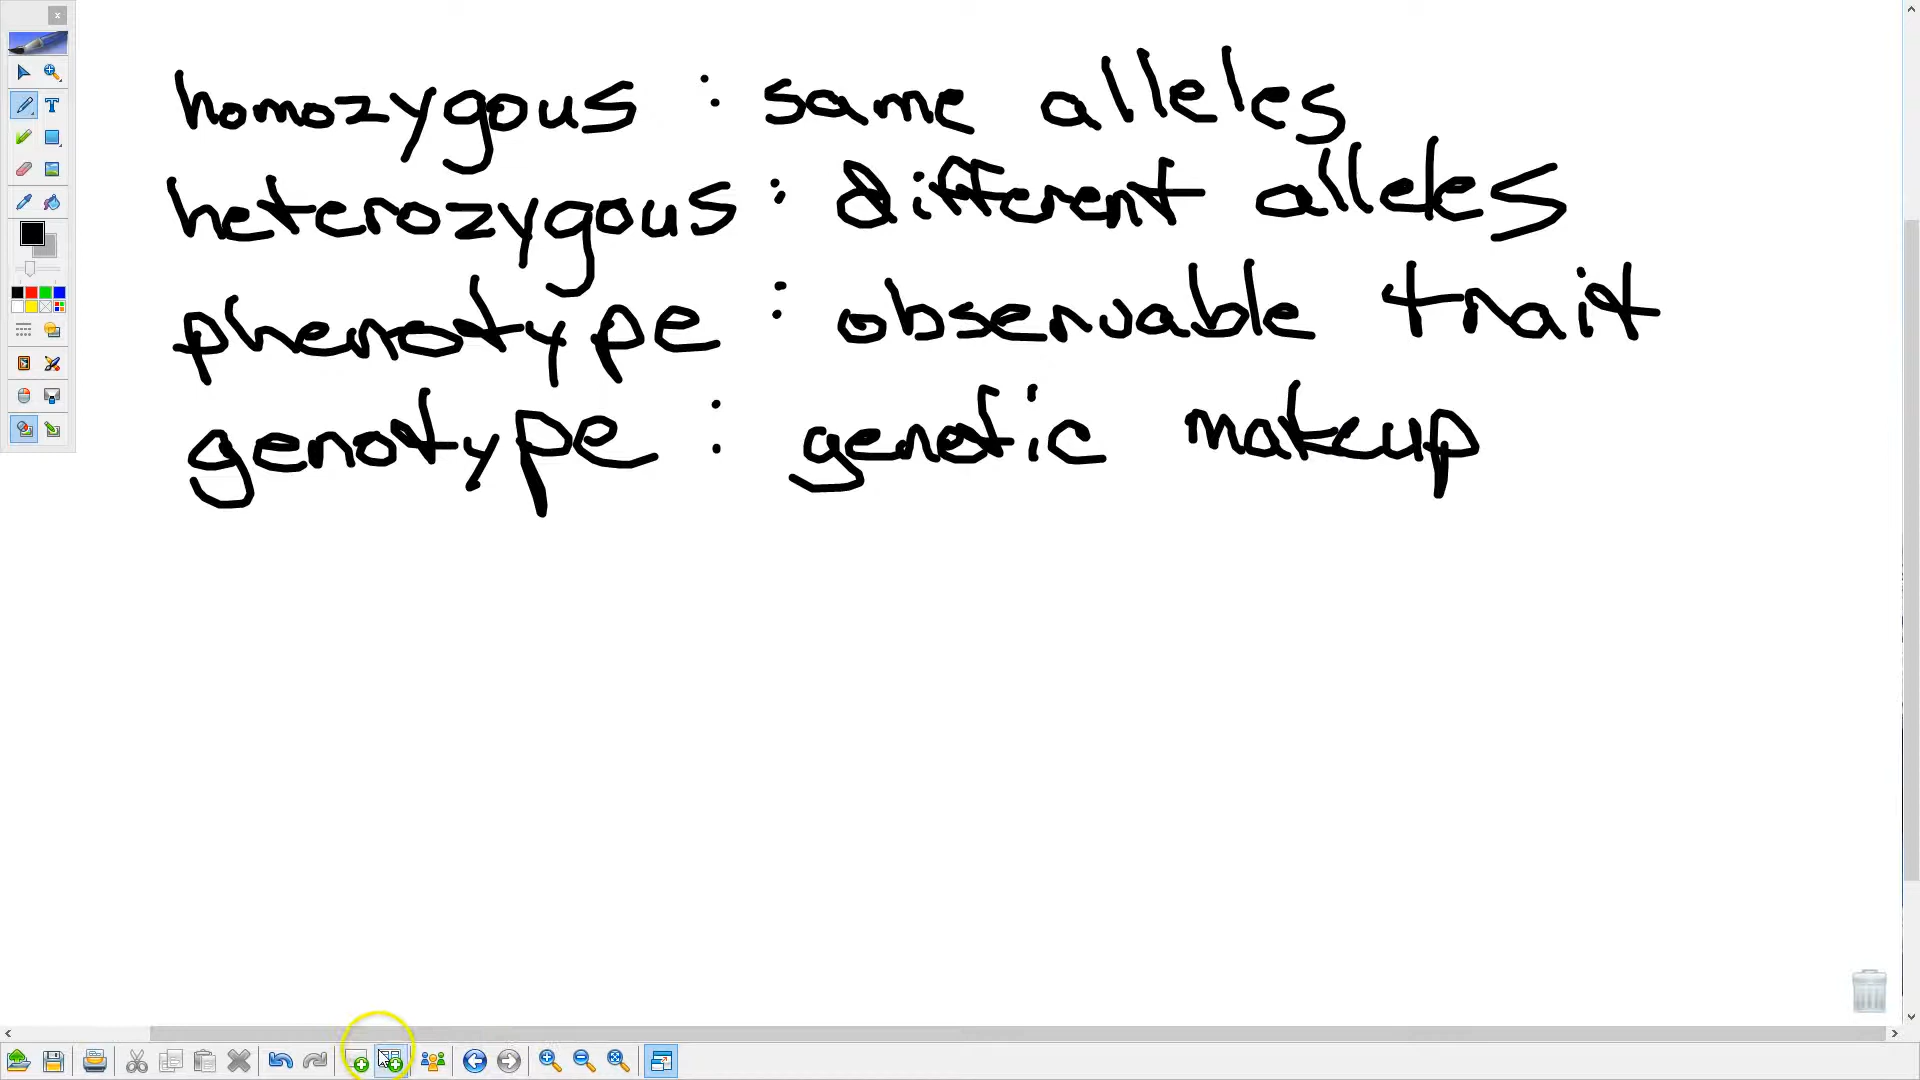 homozygous : same alleles
heterozygous : different alleles
phenotype : observable trait
genotype : genetic makeup